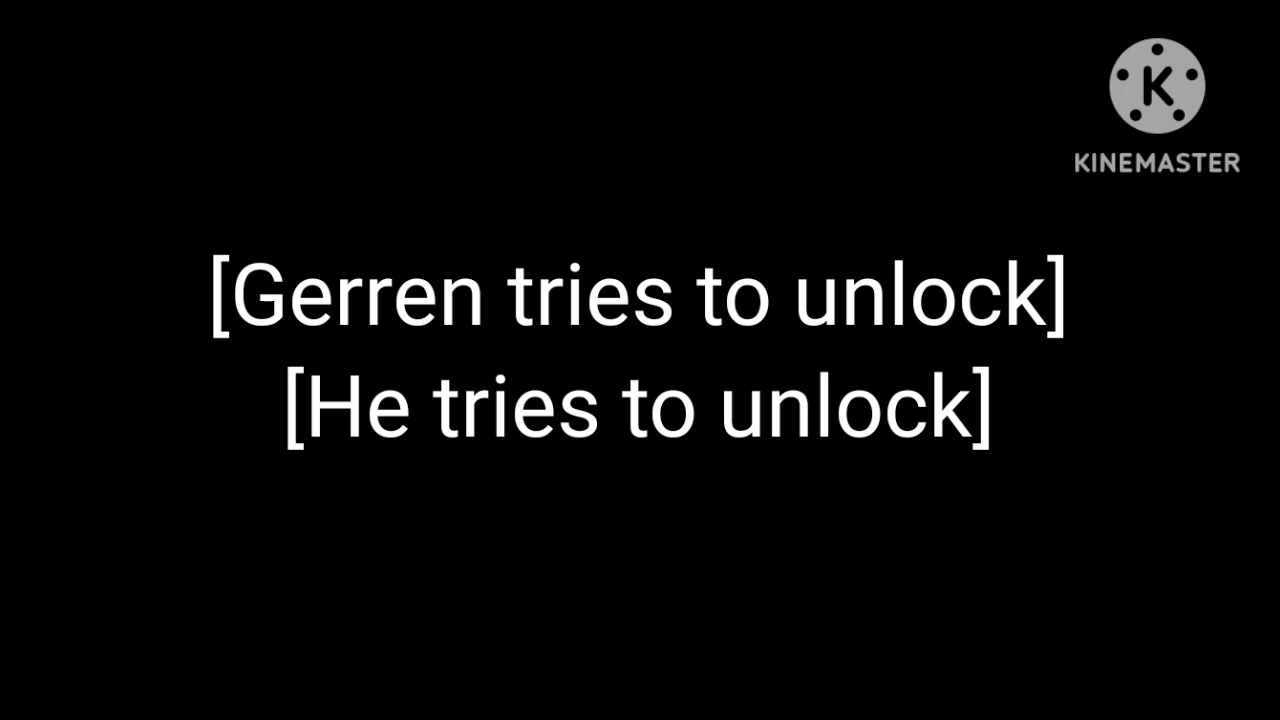 K
KINEMASTER
[Gerren tries to unlock]
[He tries to unlock]